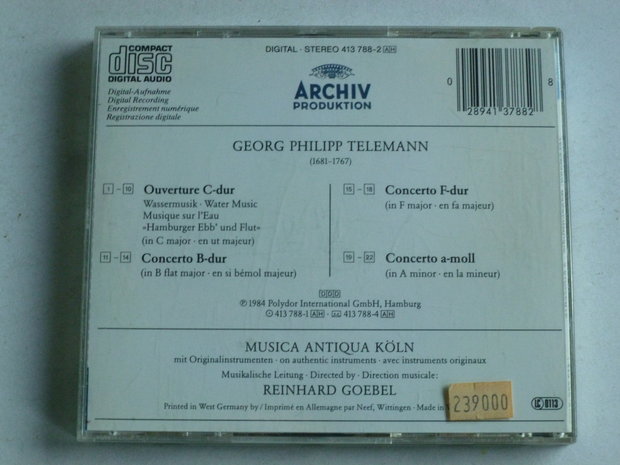 COMPACT
disc
DIGITAL AUDIO
Digital-Aufnahme
Digital Recording
Enregistrement numérique
Registrazione digitale
DIGITAL · STEREO 413 788-2 AH
ARCHIV
PRODUKTION
0 28941 37882 8
GEORG PHILIPP TELEMANN
(1681–1767)
1 – 10 Ouverture C-dur
Wassermusik · Water Music
Musique sur l'Eau
»Hamburger Ebb' und Flut«
(in C major · en ut majeur)
11 – 14 Concerto B-dur
(in B flat major · en si bémol majeur)
15 – 18 Concerto F-dur
(in F major · en fa majeur)
19 – 22 Concerto a-moll
(in A minor · en la mineur)
DDD
℗ 1984 Polydor International GmbH, Hamburg
413 788-1 AH · 413 788-4 AH
MUSICA ANTIQUA KÖLN
mit Originalinstrumenten · on authentic instruments · avec instruments originaux
Musikalische Leitung · Directed by · Direction musicale:
REINHARD GOEBEL
Printed in West Germany by / Imprimé en Allemagne par Neef, Wittingen · Made in
239000
LC 0113